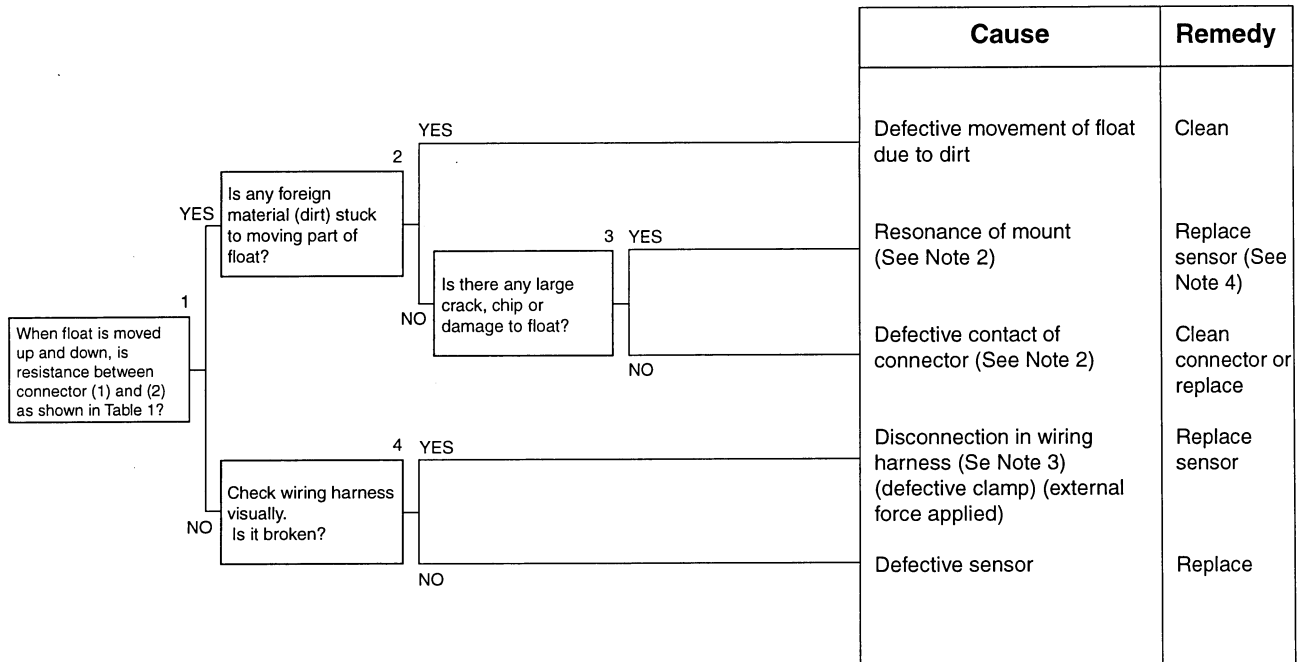 Cause
Remedy
YES
Defective movement of float
due to dirt
Clean
2
Is any foreign
material (dirt) stuck
to moving part of
float?
YES
3
YES
Resonance of mount
(See Note 2)
Replace
sensor (See
Note 4)
Is there any large
crack, chip or
damage to float?
NO
1
When float is moved
up and down, is
resistance between
connector (1) and (2)
as shown in Table 1?
NO
Defective contact of
connector (See Note 2)
Clean
connector or
replace
4
YES
Disconnection in wiring
harness (Se Note 3)
(defective clamp) (external
force applied)
Replace
sensor
Check wiring harness
visually.
Is it broken?
NO
NO
Defective sensor
Replace